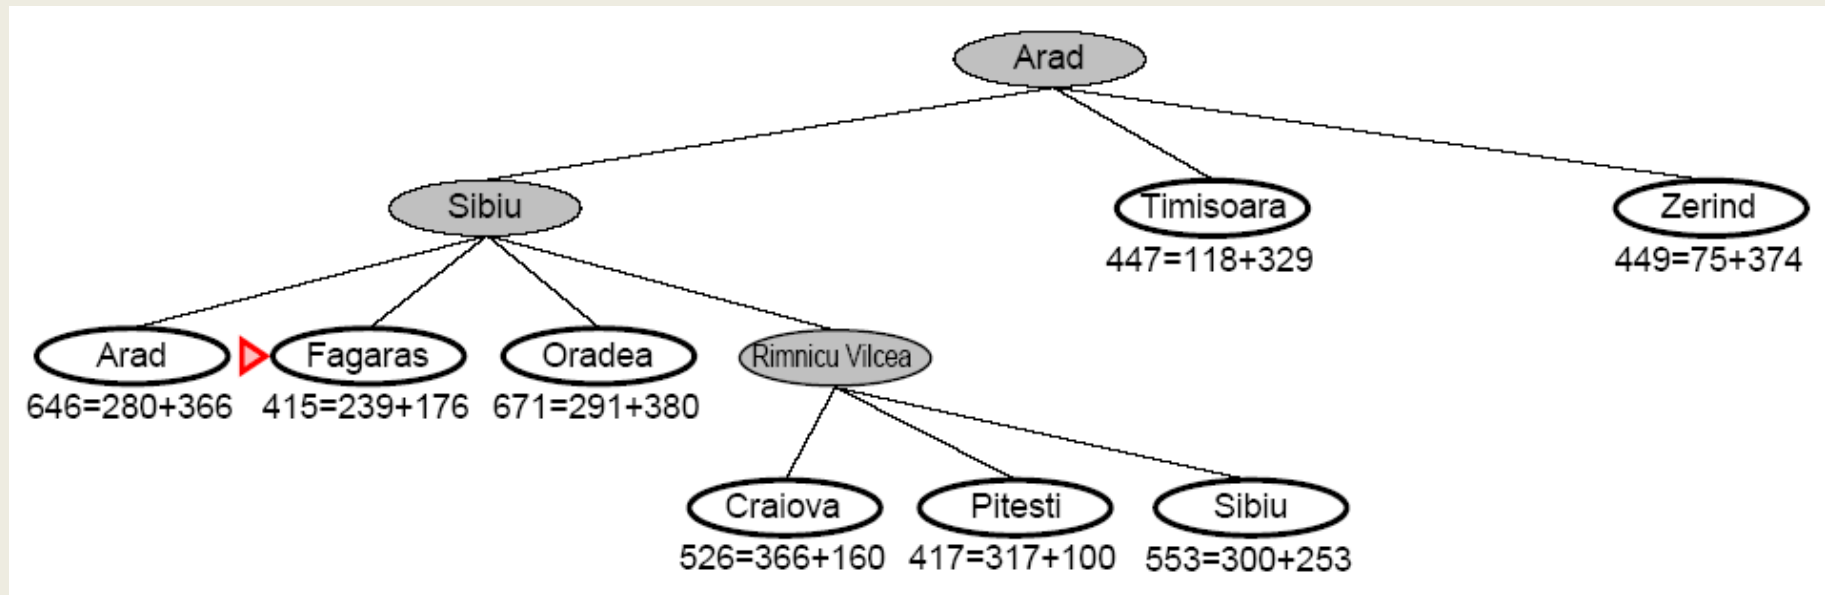 Arad
Sibiu
Timisoara
Zerind
447=118+329
449=75+374
Arad
Fagaras
Oradea
Rimnicu Vilcea
646=280+366
415=239+176
671=291+380
Craiova
Pitesti
Sibiu
526=366+160
417=317+100
553=300+253